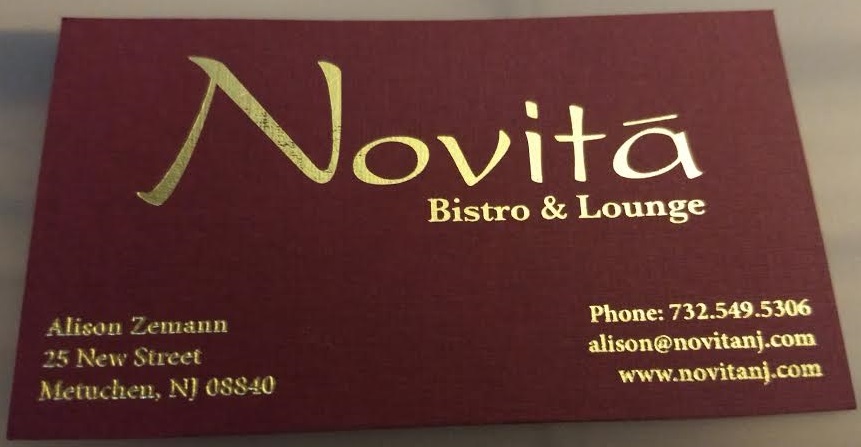 Novitā
Bistro & Lounge
Alison Zemann
25 New Street
Metuchen, NJ 08840
Phone: 732.549.5306
alison@novitanj.com
www.novitanj.com